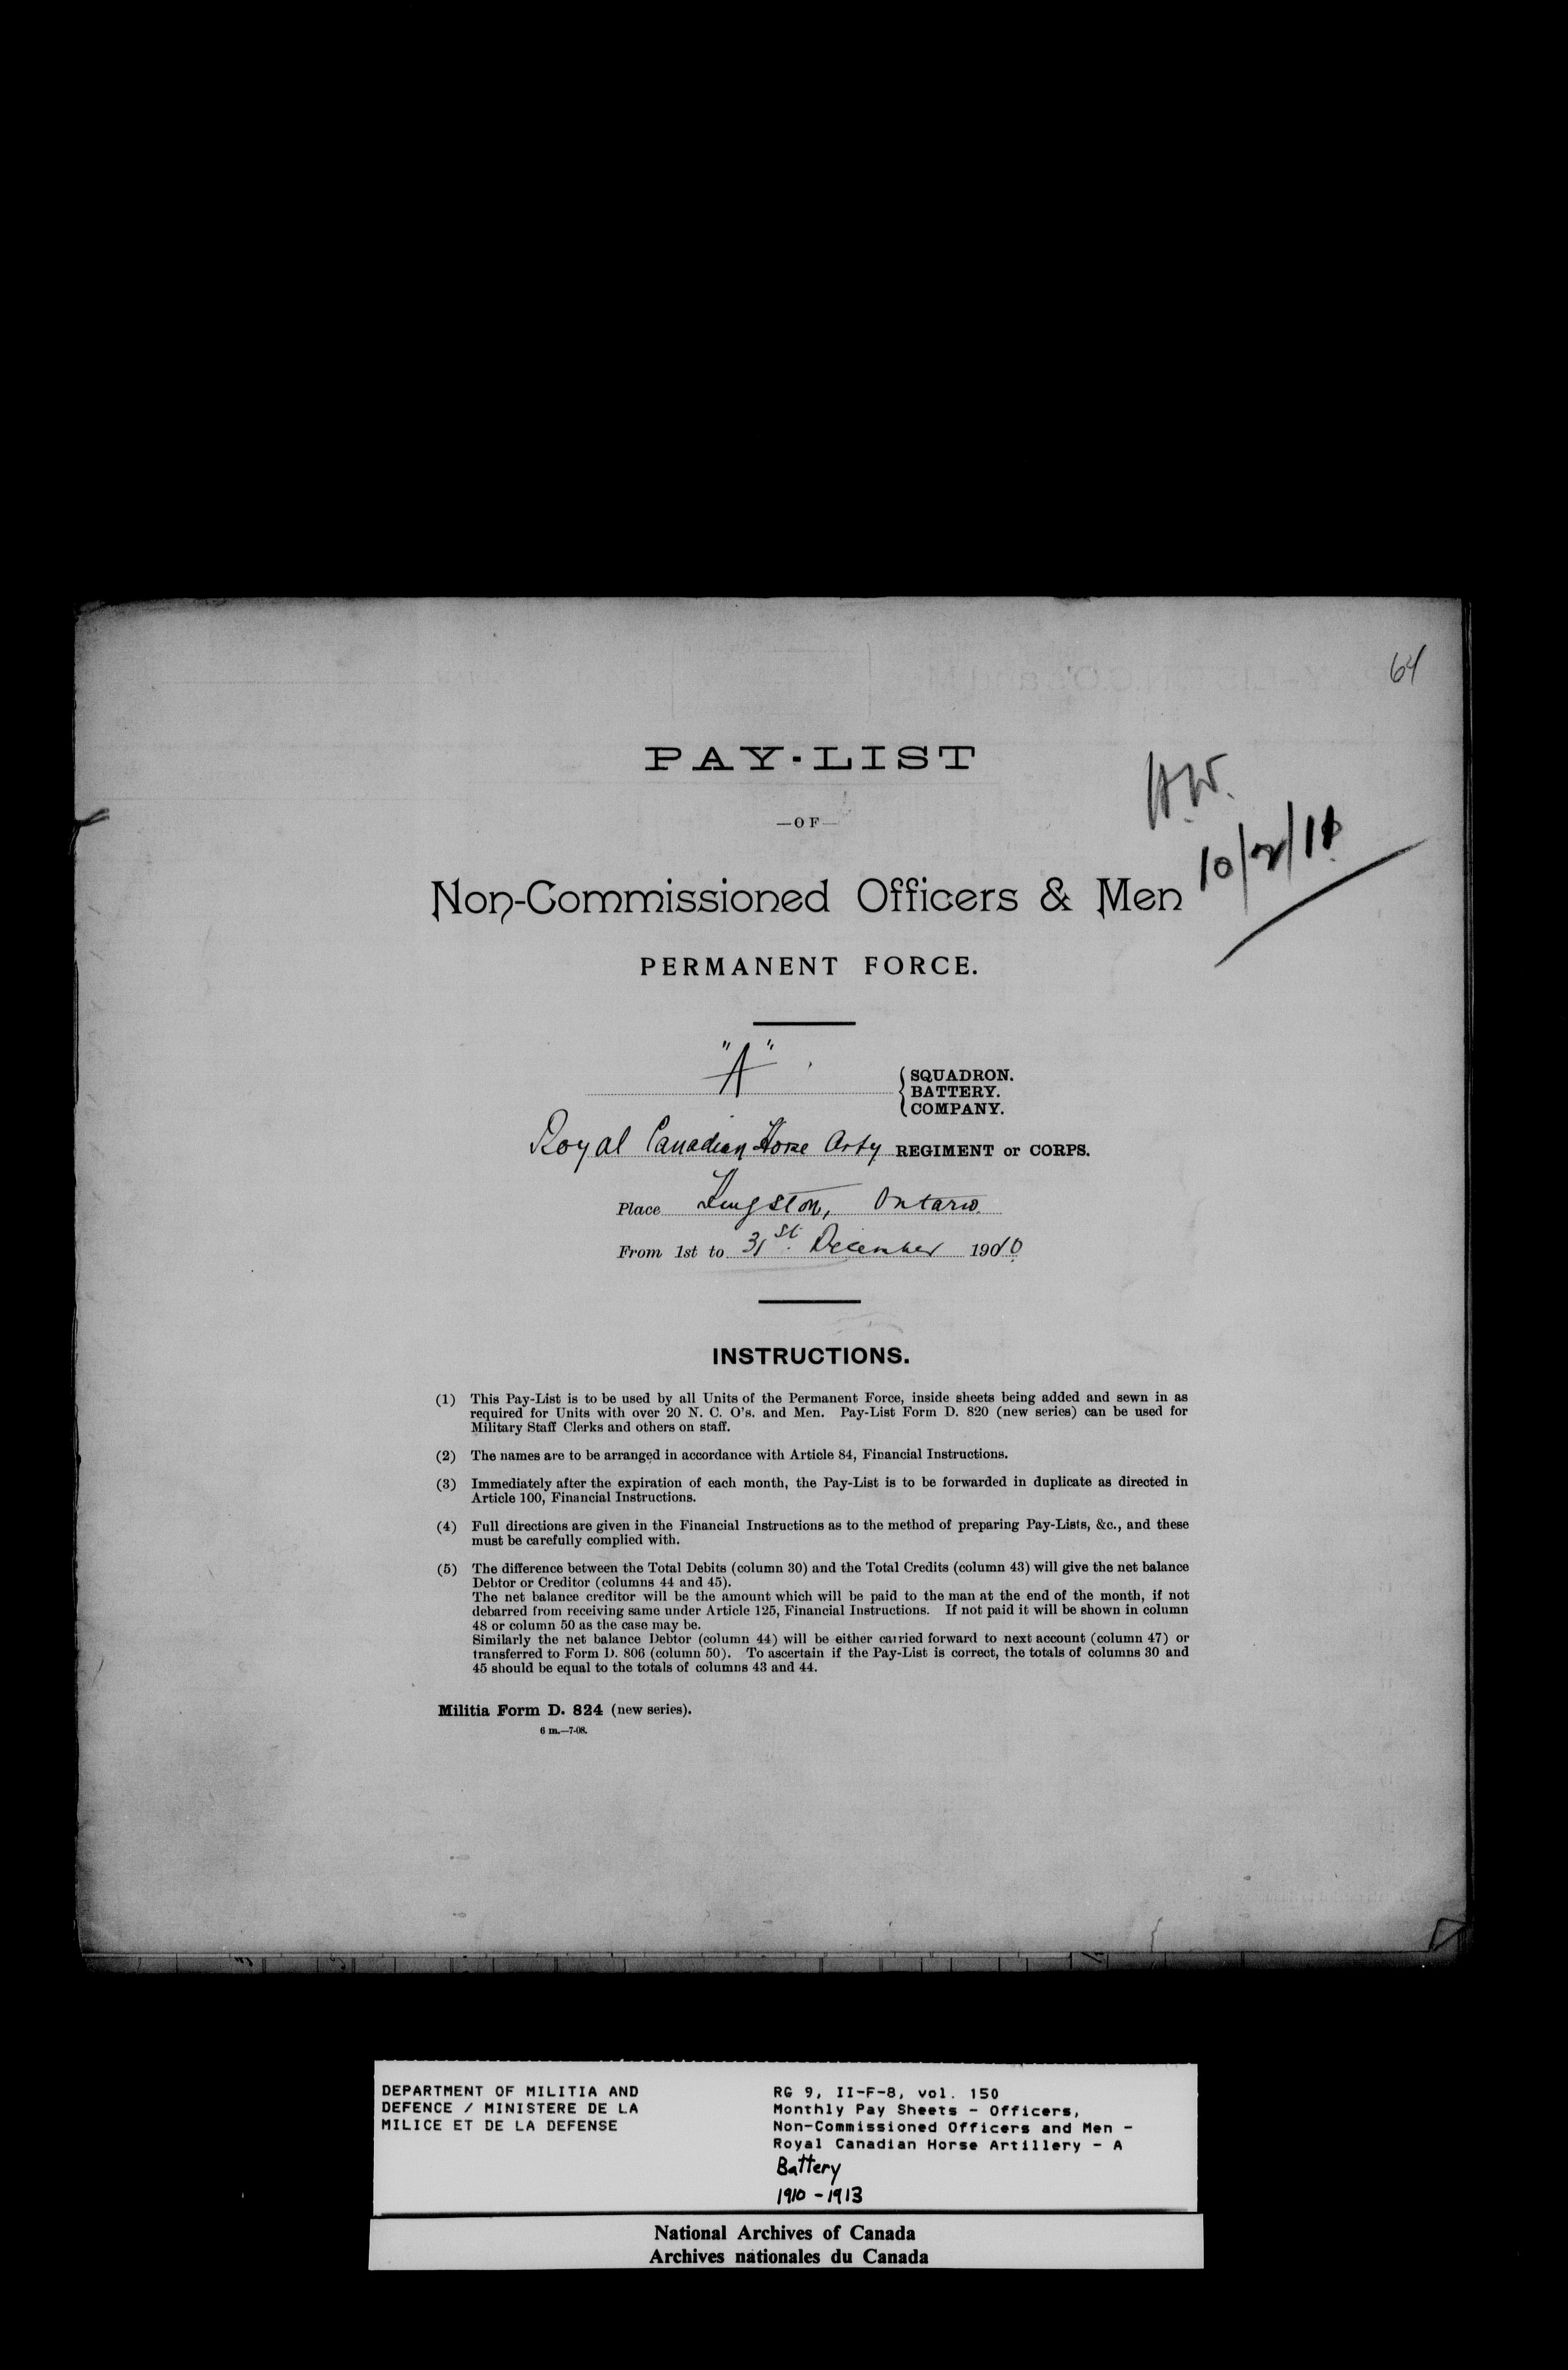 64
PAY-LIST
—OF—
H.W.
10/2/11
Non-Commissioned Officers & Men
PERMANENT FORCE.
"A"
SQUADRON.
BATTERY.
COMPANY.
Royal Canadian Horse Arty REGIMENT or CORPS.
Place Kingston, Ontario
From 1st to 31st. December 1910
INSTRUCTIONS.
(1) This Pay-List is to be used by all Units of the Permanent Force, inside sheets being added and sewn in as
required for Units with over 20 N. C. O's. and Men. Pay-List Form D. 820 (new series) can be used for
Military Staff Clerks and others on staff.
(2) The names are to be arranged in accordance with Article 84, Financial Instructions.
(3) Immediately after the expiration of each month, the Pay-List is to be forwarded in duplicate as directed in
Article 100, Financial Instructions.
(4) Full directions are given in the Financial Instructions as to the method of preparing Pay-Lists, &c., and these
must be carefully complied with.
(5) The difference between the Total Debits (column 30) and the Total Credits (column 43) will give the net balance
Debtor or Creditor (columns 44 and 45).
The net balance creditor will be the amount which will be paid to the man at the end of the month, if not
debarred from receiving same under Article 125, Financial Instructions. If not paid it will be shown in column
48 or column 50 as the case may be.
Similarly the net balance Debtor (column 44) will be either carried forward to next account (column 47) or
transferred to Form D. 806 (column 50). To ascertain if the Pay-List is correct, the totals of columns 30 and
45 should be equal to the totals of columns 43 and 44.
Militia Form D. 824 (new series).
6 m.—7-08.
DEPARTMENT OF MILITIA AND
DEFENCE / MINISTERE DE LA
MILICE ET DE LA DEFENSE
RG 9, II-F-8, vol. 150
Monthly Pay Sheets - Officers,
Non-Commissioned Officers and Men -
Royal Canadian Horse Artillery - A
Battery
1910 - 1913
National Archives of Canada
Archives nationales du Canada